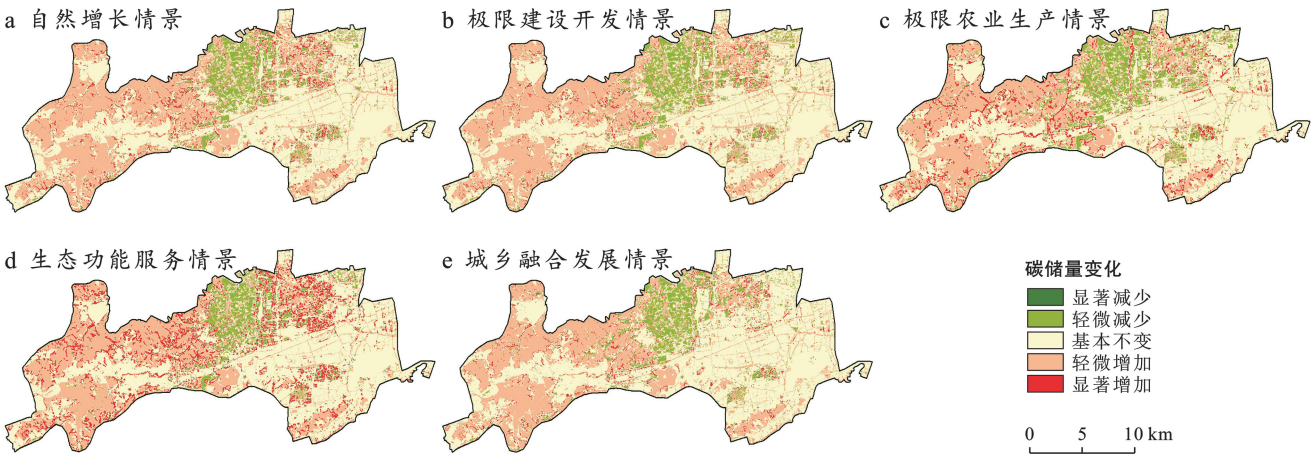 a 自然增长情景
b 极限建设开发情景
c 极限农业生产情景
d 生态功能服务情景
e 城乡融合发展情景
碳储量变化
显著减少
轻微减少
基本不变
轻微增加
显著增加
0 5 10 km